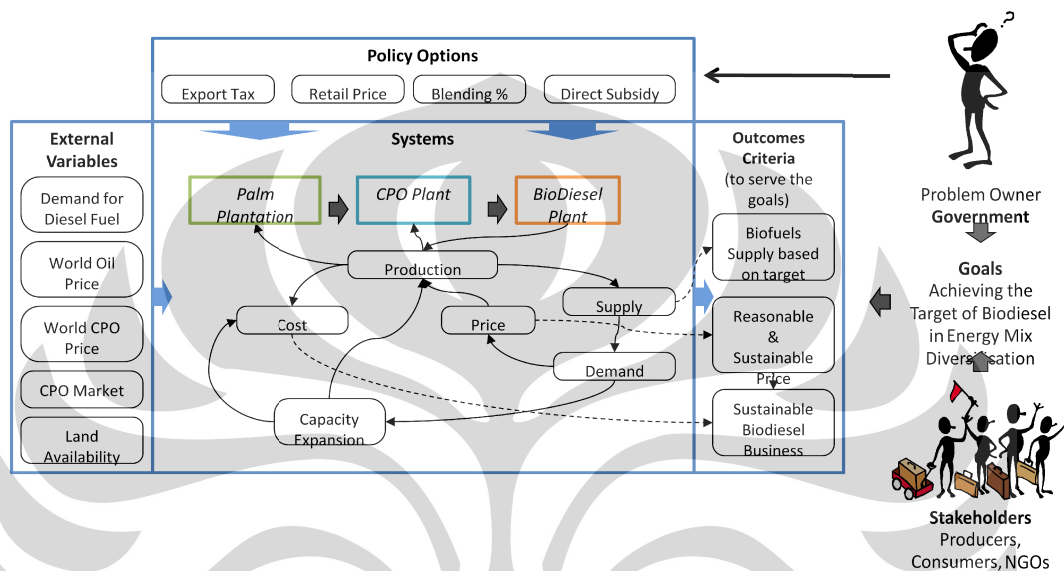 Policy Options
Export Tax
Retail Price
Blending %
Direct Subsidy
External
Variables
Demand for
Diesel Fuel
World Oil
Price
World CPO
Price
CPO Market
Land
Availability
Systems
Palm
Plantation
CPO Plant
BioDiesel
Plant
Production
Cost
Price
Supply
Demand
Capacity
Expansion
Outcomes
Criteria
(to serve the
goals)
Biofuels
Supply based
on target
Reasonable
&
Sustainable
Price
Sustainable
Biodiesel
Business
?
Problem Owner
Government
Goals
Achieving the
Target of Biodiesel
in Energy Mix
Diversification
Stakeholders
Producers,
Consumers, NGOs